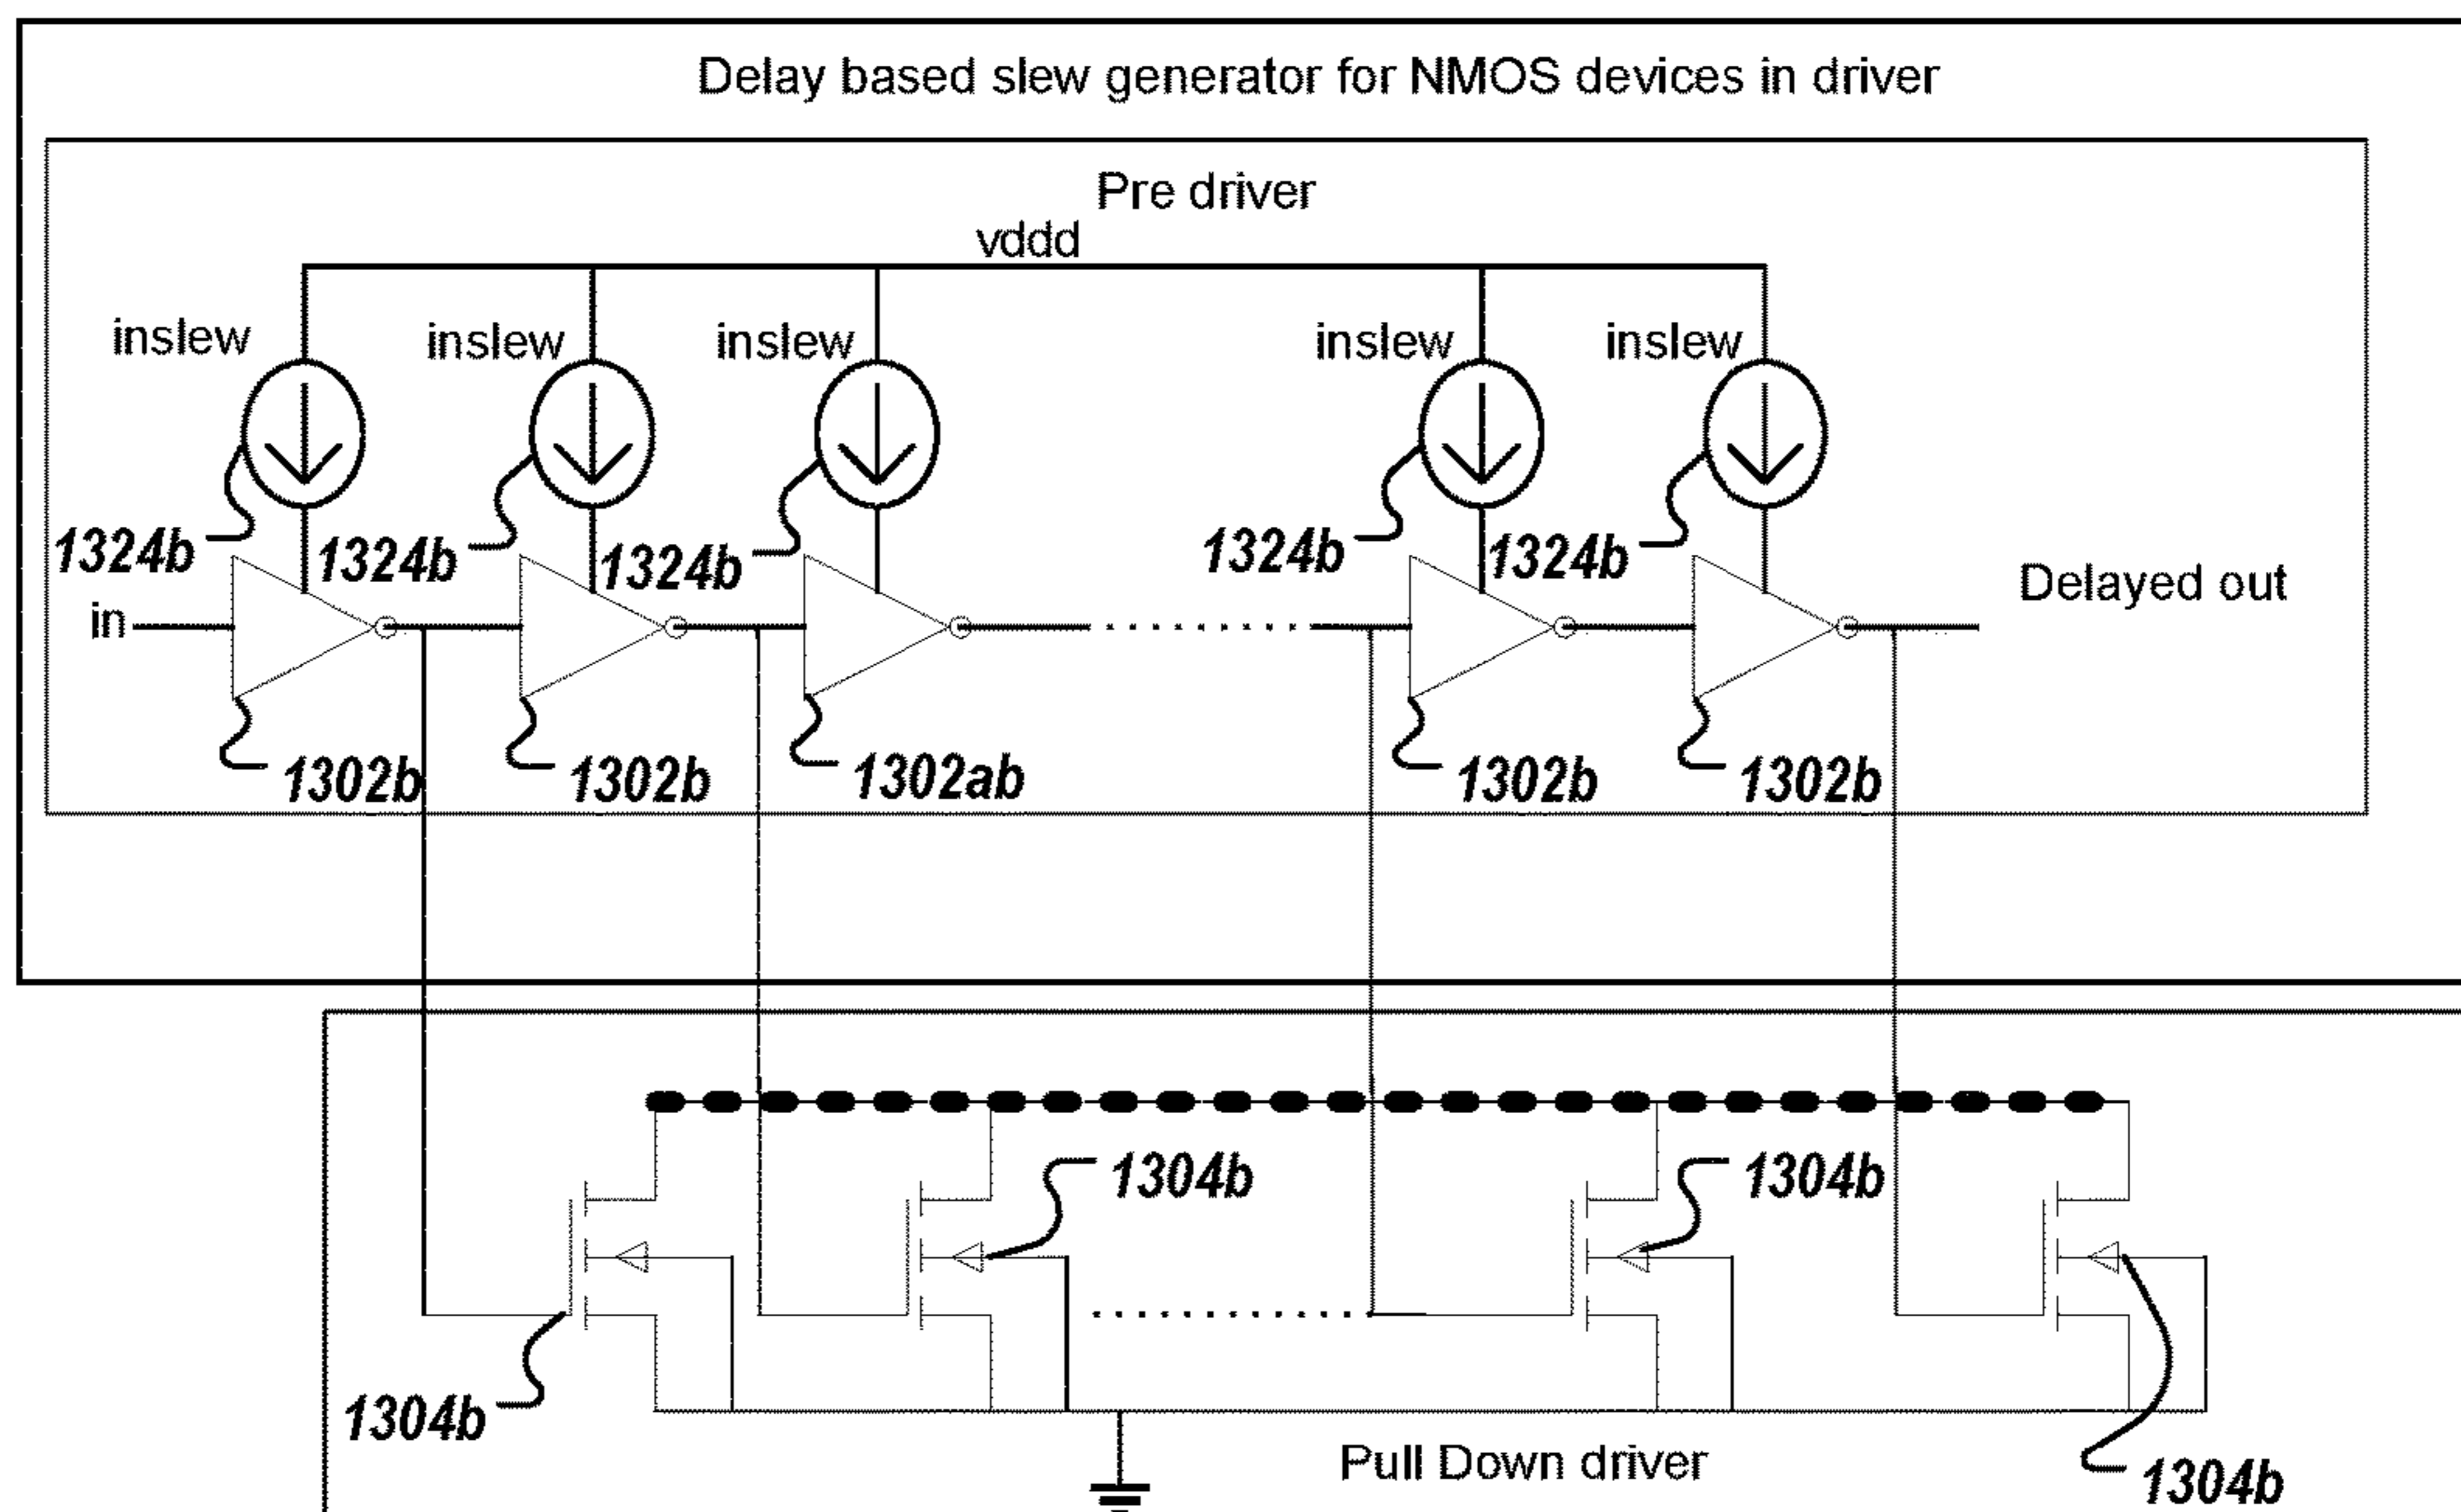 Delay based slew generator for NMOS devices in driver
Pre driver
vddd
inslew inslew inslew inslew inslew
1324b 1324b 1324b 1324b 1324b
in Delayed out
1302b 1302b 1302ab 1302b 1302b
1304b 1304b
1304b Pull Down driver 1304b